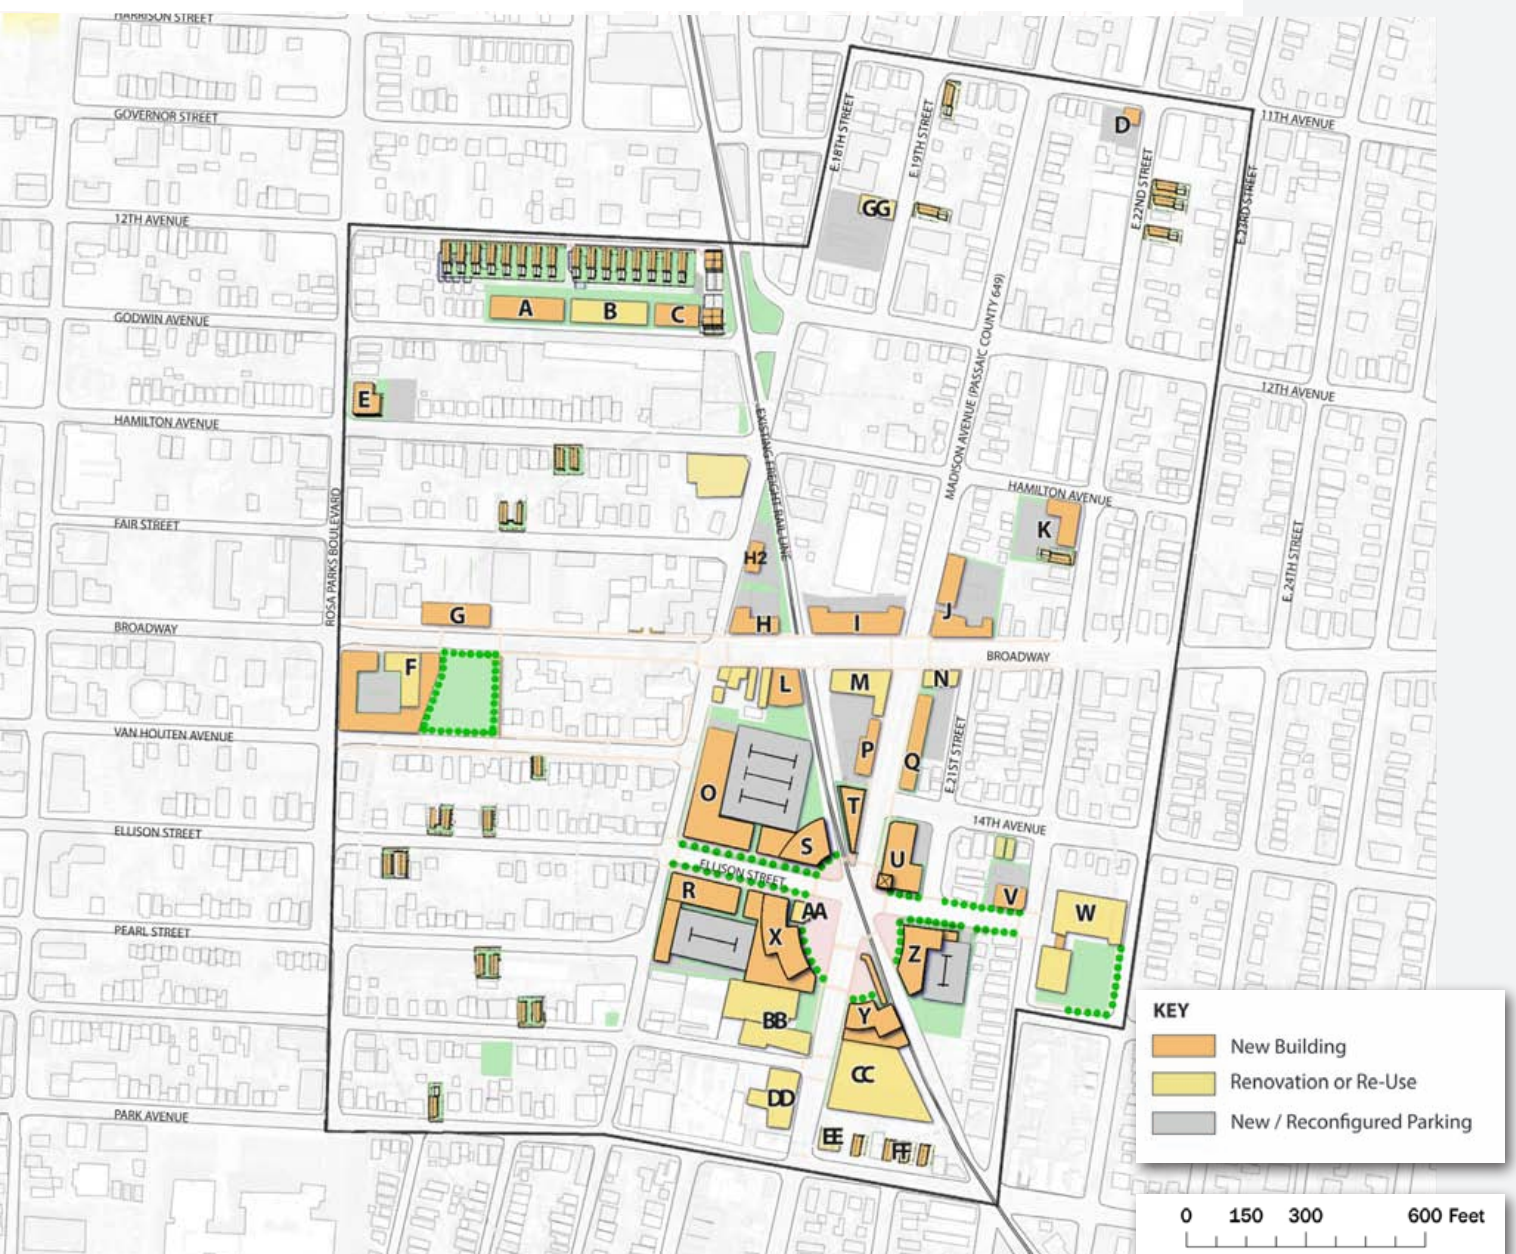 HARRISON STREET
GOVERNOR STREET
12TH AVENUE
GODWIN AVENUE
HAMILTON AVENUE
FAIR STREET
BROADWAY
VAN HOUTEN AVENUE
ELLISON STREET
PEARL STREET
PARK AVENUE
ROSA PARKS BOULEVARD
E.18TH STREET
E.19TH STREET
E.22ND STREET
E.23RD STREET
11TH AVENUE
D
GG
A
B
C
E
12TH AVENUE
MADISON AVENUE (PASSAIC COUNTY 649)
EXISTING FREIGHT RAIL LINE
HAMILTON AVENUE
K
E.24TH STREET
H2
G
H
I
J
BROADWAY
F
L
M
N
P
Q
E.21ST STREET
O
T
14TH AVENUE
S
U
ELLISON STREET
R
V
AA
W
X
Z
Y
BB
CC
DD
EE
FF
KEY
New Building
Renovation or Re-Use
New / Reconfigured Parking
0 150 300 600 Feet